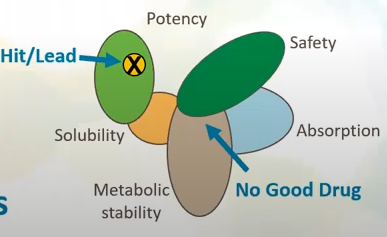 Potency
Hit/Lead
X
Safety
Solubility
Absorption
Metabolic
stability
No Good Drug
s